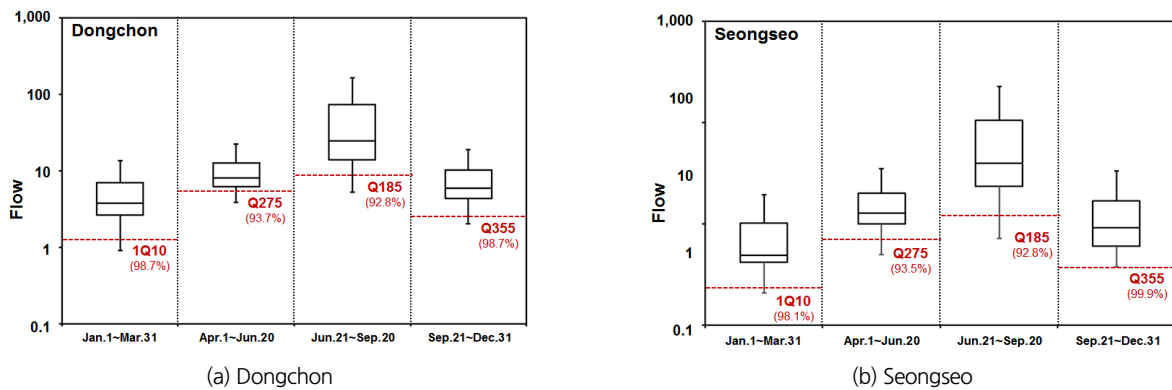 Dongchon
Flow
1,000
100
10
1
0.1
1Q10
(98.7%)
Q275
(93.7%)
Q185
(92.8%)
Q355
(98.7%)
Jan.1~Mar.31
Apr.1~Jun.20
Jun.21~Sep.20
Sep.21~Dec.31
(a) Dongchon
Seongseo
Flow
1,000
100
10
1
0.1
1Q10
(98.1%)
Q275
(93.5%)
Q185
(92.8%)
Q355
(99.9%)
Jan.1~Mar.31
Apr.1~Jun.20
Jun.21~Sep.20
Sep.21~Dec.31
(b) Seongseo